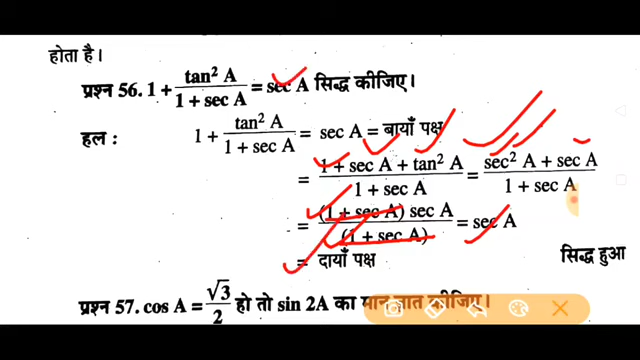 होता है।
प्रश्न 56. 1 + tan² A / 1 + sec A = sec A सिद्ध कीजिए।
हल : 1 + tan² A / 1 + sec A = sec A = बायाँ पक्ष
= 1 + sec A + tan² A / 1 + sec A = sec² A + sec A / 1 + sec A
= (1 + sec A) sec A / (1 + sec A) = sec A
= दायाँ पक्ष सिद्ध हुआ
प्रश्न 57. cos A = √3/2 हो तो sin 2A का मान ज्ञात कीजिए।